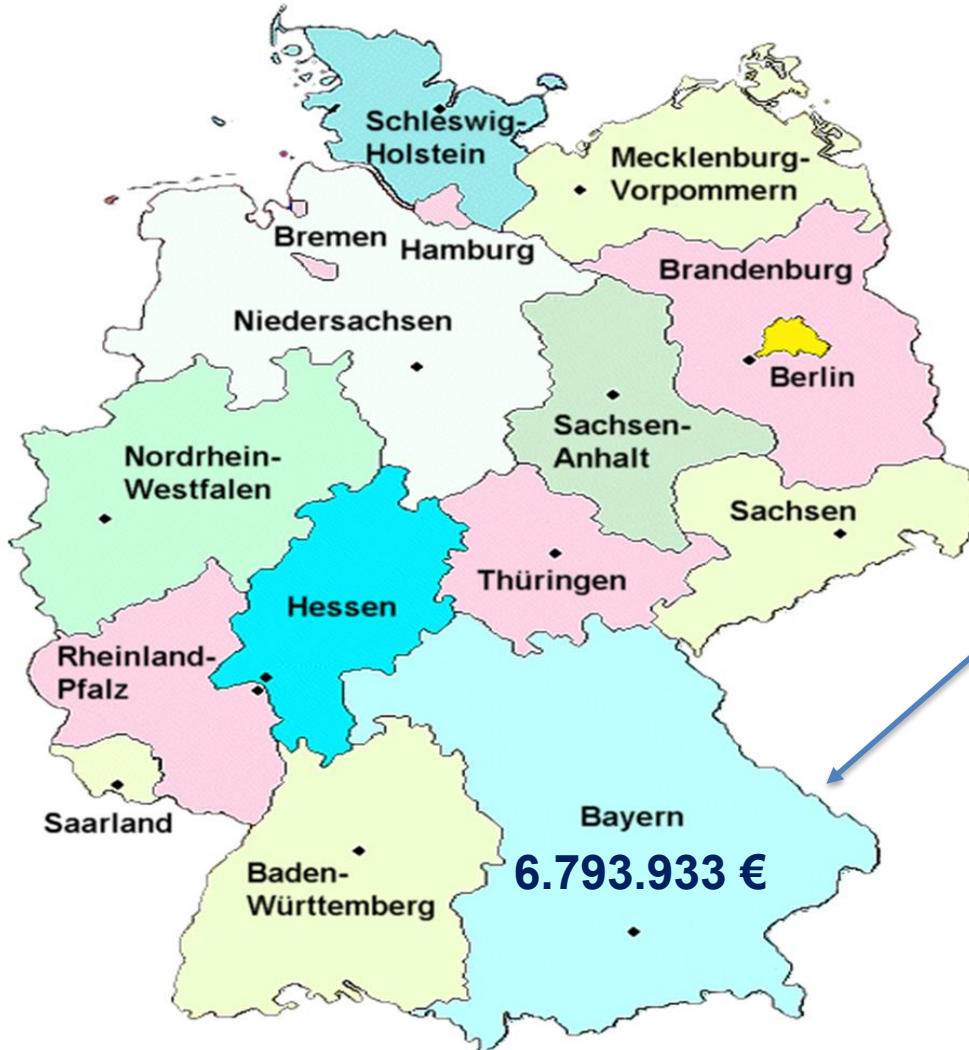 Schleswig-
Holstein
Mecklenburg-
Vorpommern
Bremen
Hamburg
Brandenburg
Niedersachsen
Berlin
Sachsen-
Anhalt
Nordrhein-
Westfalen
Sachsen
Thüringen
Hessen
Rheinland-
Pfalz
Saarland
Bayern
6.793.933 €
Baden-
Württemberg